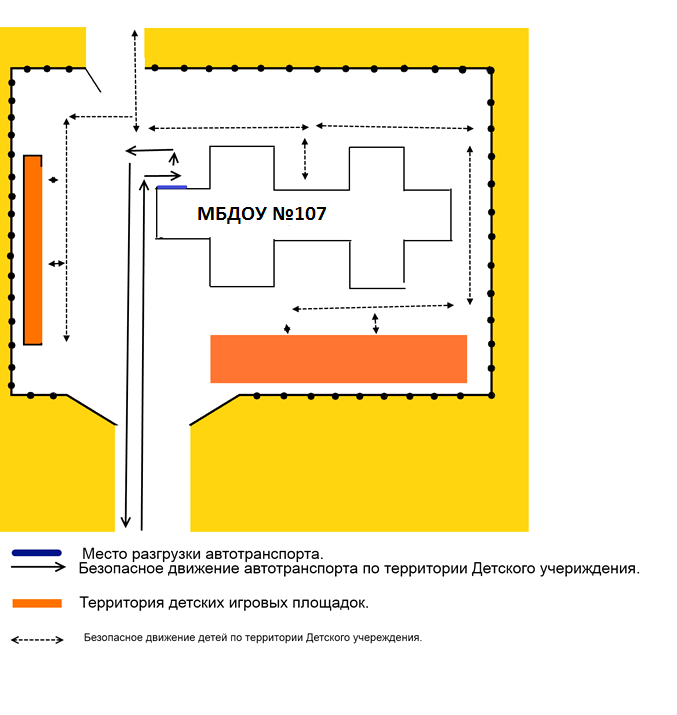 МБДОУ №107
Место разгрузки автотранспорта.
Безопасное движение автотранспорта по территории Детского учериждения.
Территория детских игровых площадок.
Безопасное движение детей по территории Детского учереждения.